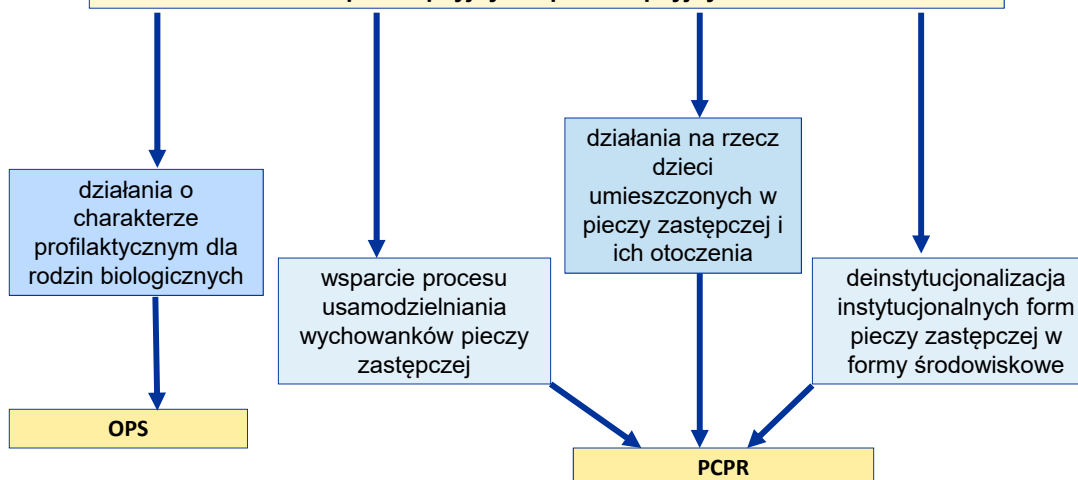 działania o
charakterze
profilaktycznym dla
rodzin biologicznych
wsparcie procesu
usamodzielniania
wychowanków pieczy
zastępczej
działania na rzecz
dzieci
umieszczonych w
pieczy zastępczej i
ich otoczenia
deinstytucjonalizacja
instytucjonalnych form
pieczy zastępczej w
formy środowiskowe
OPS
PCPR